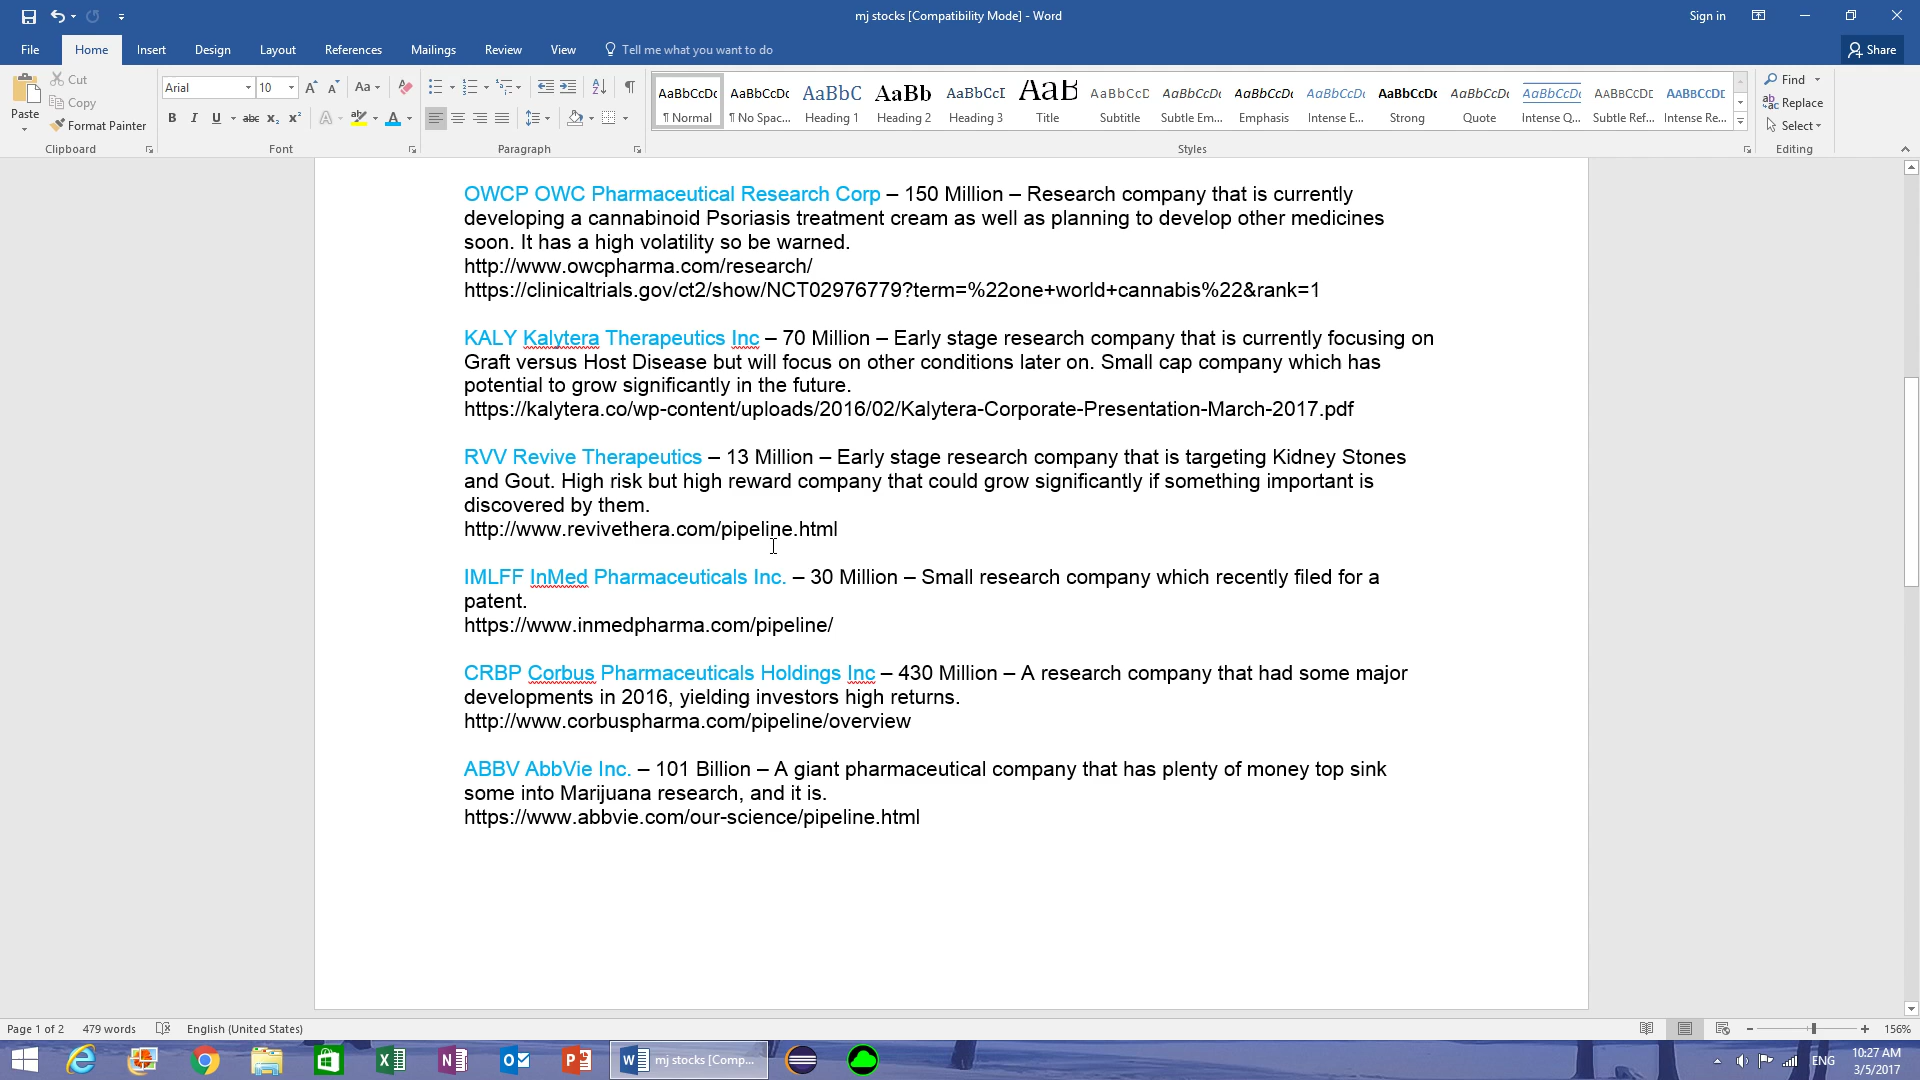 mj stocks [Compatibility Mode] - Word
Sign in
File Home Insert Design Layout References Mailings Review View Tell me what you want to do Share
Paste
Cut
Copy
Format Painter
Clipboard
Arial 10
Font
Paragraph
AaBbCcDc AaBbCcDc AaBbC AaBb AaBbCcI AaB AaBbCcD AaBbCcDc AaBbCcDc AaBbCcDc AaBbCcDc AaBbCcDc AaBbCcDc AABBCCDE AABBCCDE
¶ Normal ¶ No Spac... Heading 1 Heading 2 Heading 3 Title Subtitle Subtle Em... Emphasis Intense E... Strong Quote Intense Q... Subtle Ref... Intense Re...
Styles
Find
Replace
Select
Editing
OWCP OWC Pharmaceutical Research Corp – 150 Million – Research company that is currently
developing a cannabinoid Psoriasis treatment cream as well as planning to develop other medicines
soon. It has a high volatility so be warned.
http://www.owcpharma.com/research/
https://clinicaltrials.gov/ct2/show/NCT02976779?term=%22one+world+cannabis%22&rank=1
KALY Kalytera Therapeutics Inc – 70 Million – Early stage research company that is currently focusing on
Graft versus Host Disease but will focus on other conditions later on. Small cap company which has
potential to grow significantly in the future.
https://kalytera.co/wp-content/uploads/2016/02/Kalytera-Corporate-Presentation-March-2017.pdf
RVV Revive Therapeutics – 13 Million – Early stage research company that is targeting Kidney Stones
and Gout. High risk but high reward company that could grow significantly if something important is
discovered by them.
http://www.revivethera.com/pipeline.html
IMLFF InMed Pharmaceuticals Inc. – 30 Million – Small research company which recently filed for a
patent.
https://www.inmedpharma.com/pipeline/
CRBP Corbus Pharmaceuticals Holdings Inc – 430 Million – A research company that had some major
developments in 2016, yielding investors high returns.
http://www.corbuspharma.com/pipeline/overview
ABBV AbbVie Inc. – 101 Billion – A giant pharmaceutical company that has plenty of money top sink
some into Marijuana research, and it is.
https://www.abbvie.com/our-science/pipeline.html
Page 1 of 2 479 words English (United States) 156%
mj stocks [Comp... ENG 10:27 AM
3/5/2017